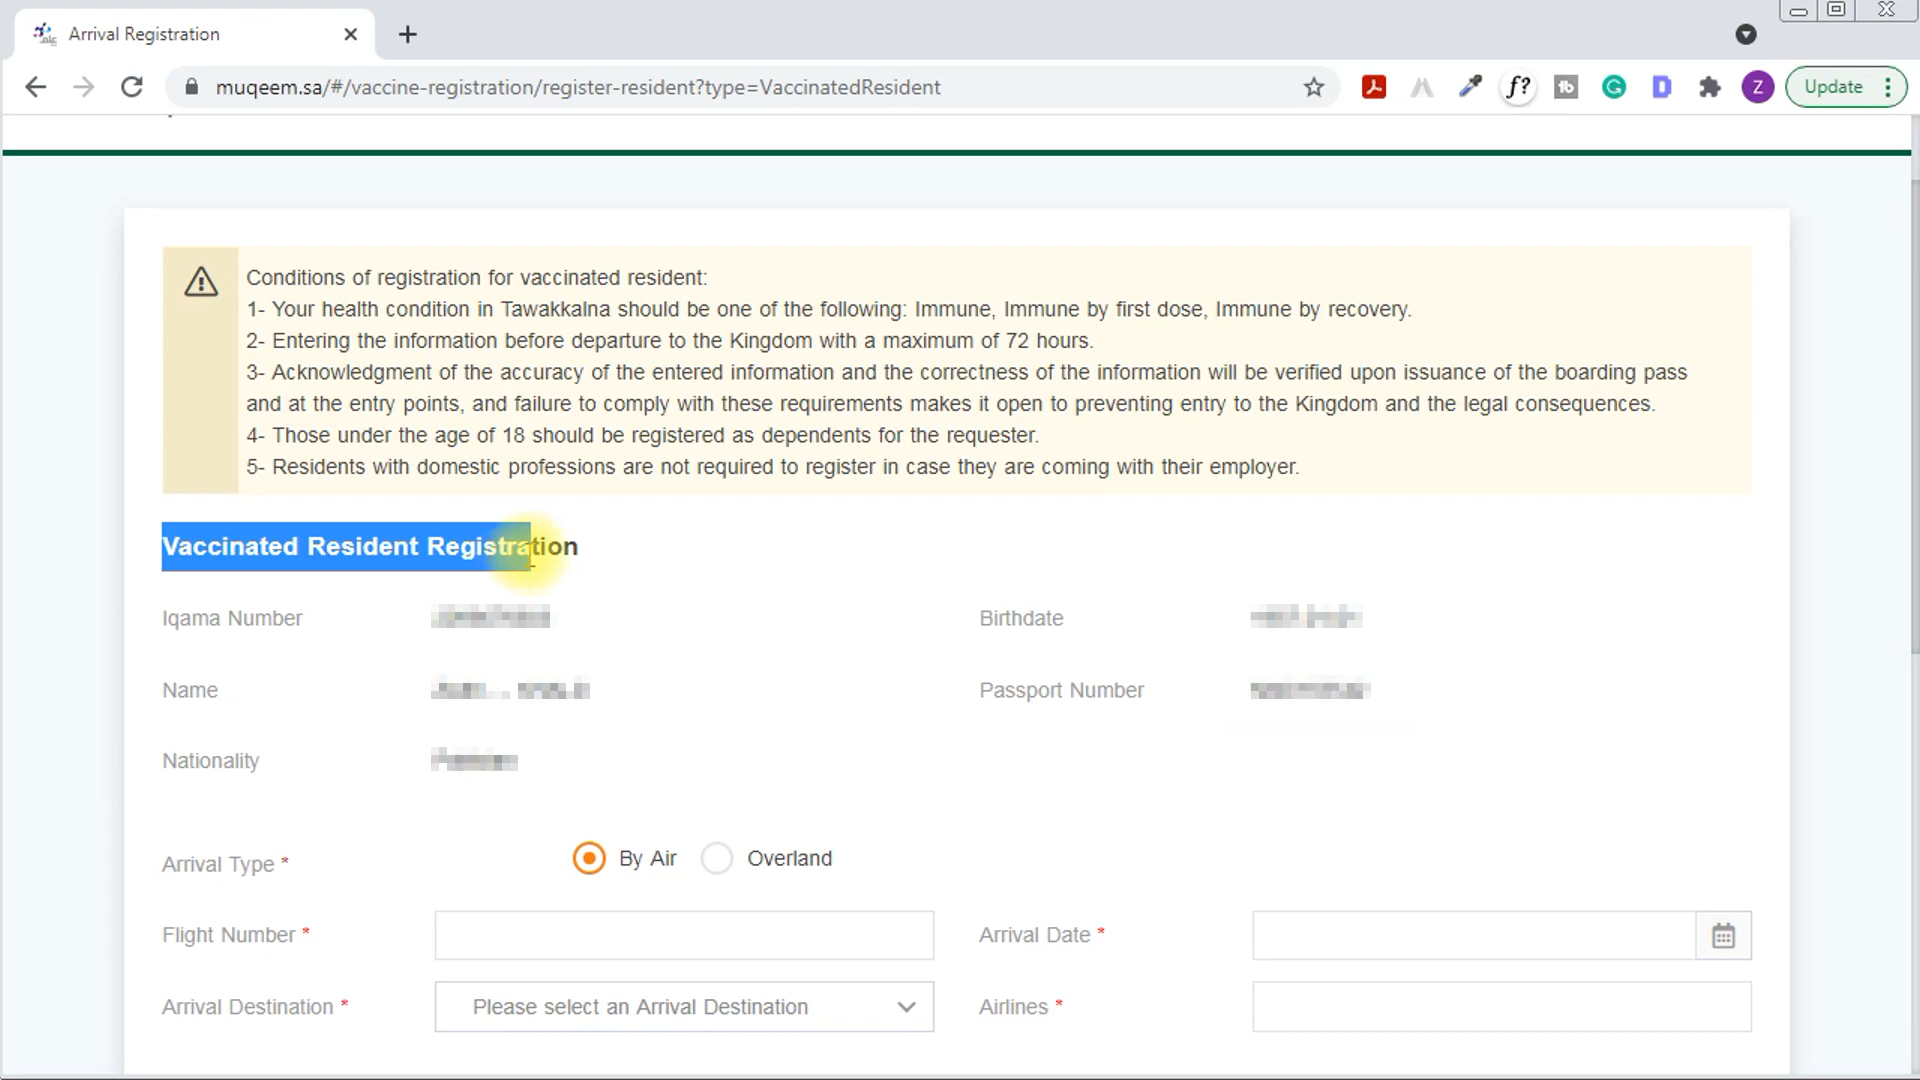 Arrival Registration
muqeem.sa/#/vaccine-registration/register-resident?type=VaccinatedResident
f?
Z
Update
Conditions of registration for vaccinated resident:
1- Your health condition in Tawakkalna should be one of the following: Immune, Immune by first dose, Immune by recovery.
2- Entering the information before departure to the Kingdom with a maximum of 72 hours.
3- Acknowledgment of the accuracy of the entered information and the correctness of the information will be verified upon issuance of the boarding pass
and at the entry points, and failure to comply with these requirements makes it open to preventing entry to the Kingdom and the legal consequences.
4- Those under the age of 18 should be registered as dependents for the requester.
5- Residents with domestic professions are not required to register in case they are coming with their employer.
Vaccinated Resident Registration
Iqama Number
Birthdate
Name
Passport Number
Nationality
Arrival Type * By Air Overland
Flight Number *
Arrival Date *
Arrival Destination * Please select an Arrival Destination
Airlines *